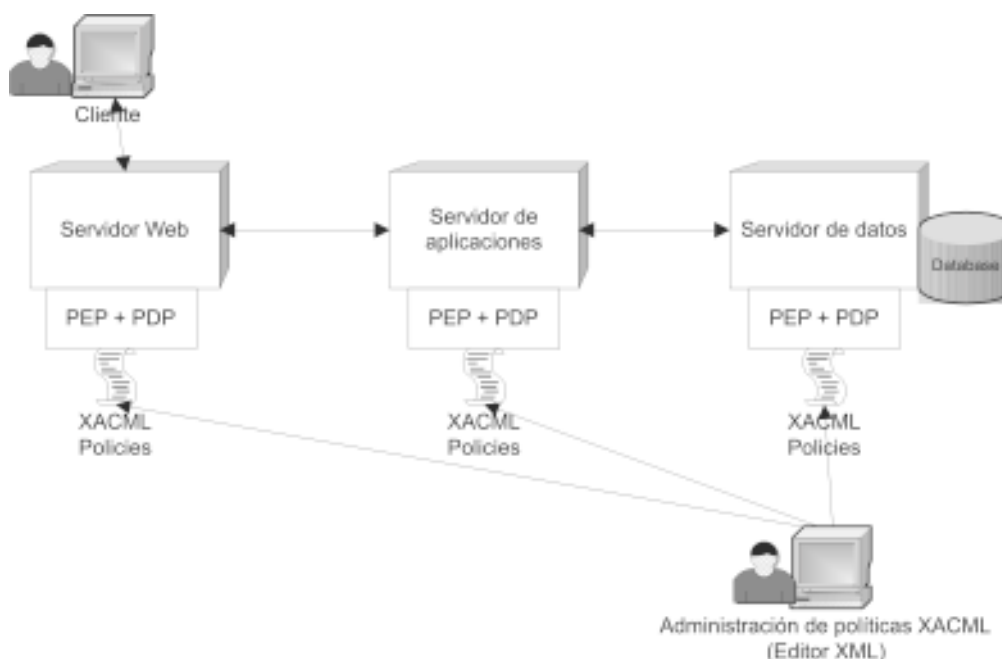 Cliente
Servidor Web
Servidor de
aplicaciones
Servidor de datos
Database
PEP + PDP
PEP + PDP
PEP + PDP
XACML
Policies
XACML
Policies
XACML
Policies
Administración de políticas XACML
(Editor XML)